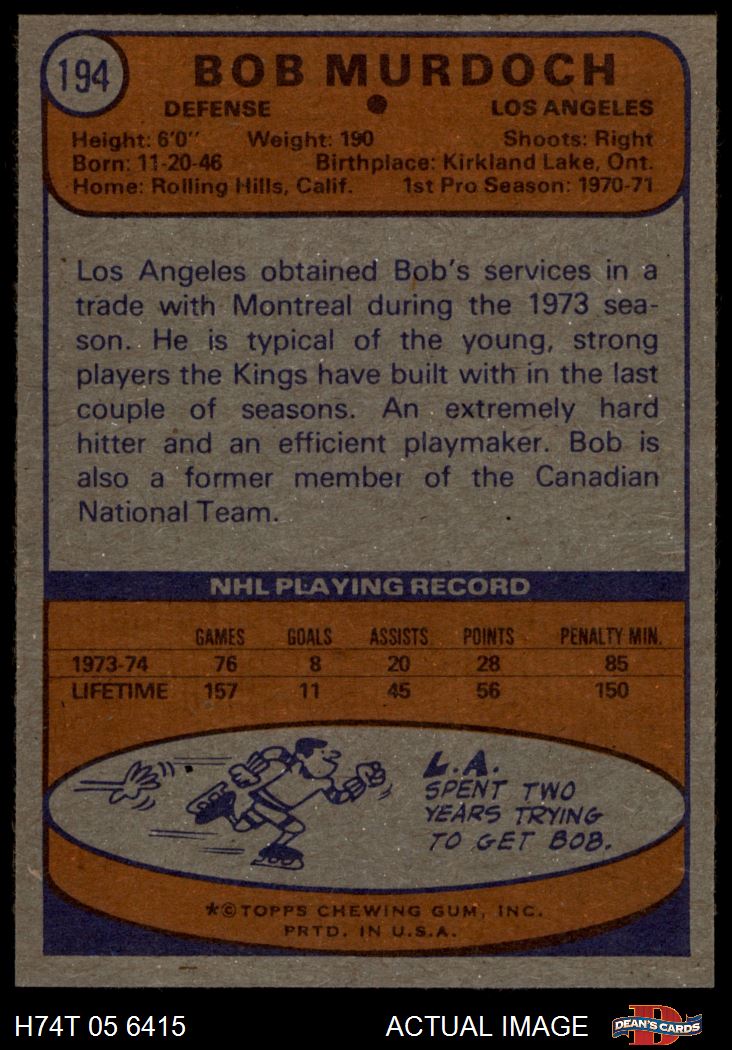 194
BOB MURDOCH
DEFENSE ● LOS ANGELES
Height: 6'0" Weight: 190 Shoots: Right
Born: 11-20-46 Birthplace: Kirkland Lake, Ont.
Home: Rolling Hills, Calif. 1st Pro Season: 1970-71
Los Angeles obtained Bob's services in a
trade with Montreal during the 1973 sea-
son. He is typical of the young, strong
players the Kings have built with in the last
couple of seasons. An extremely hard
hitter and an efficient playmaker. Bob is
also a former member of the Canadian
National Team.
NHL PLAYING RECORD
GAMES GOALS ASSISTS POINTS PENALTY MIN.
1973-74 76 8 20 28 85
LIFETIME 157 11 45 56 150
L.A.
SPENT TWO
YEARS TRYING
TO GET BOB.
*©TOPPS CHEWING GUM, INC.
PRTD. IN U.S.A.
H74T 05 6415 ACTUAL IMAGE DEAN'S CARDS